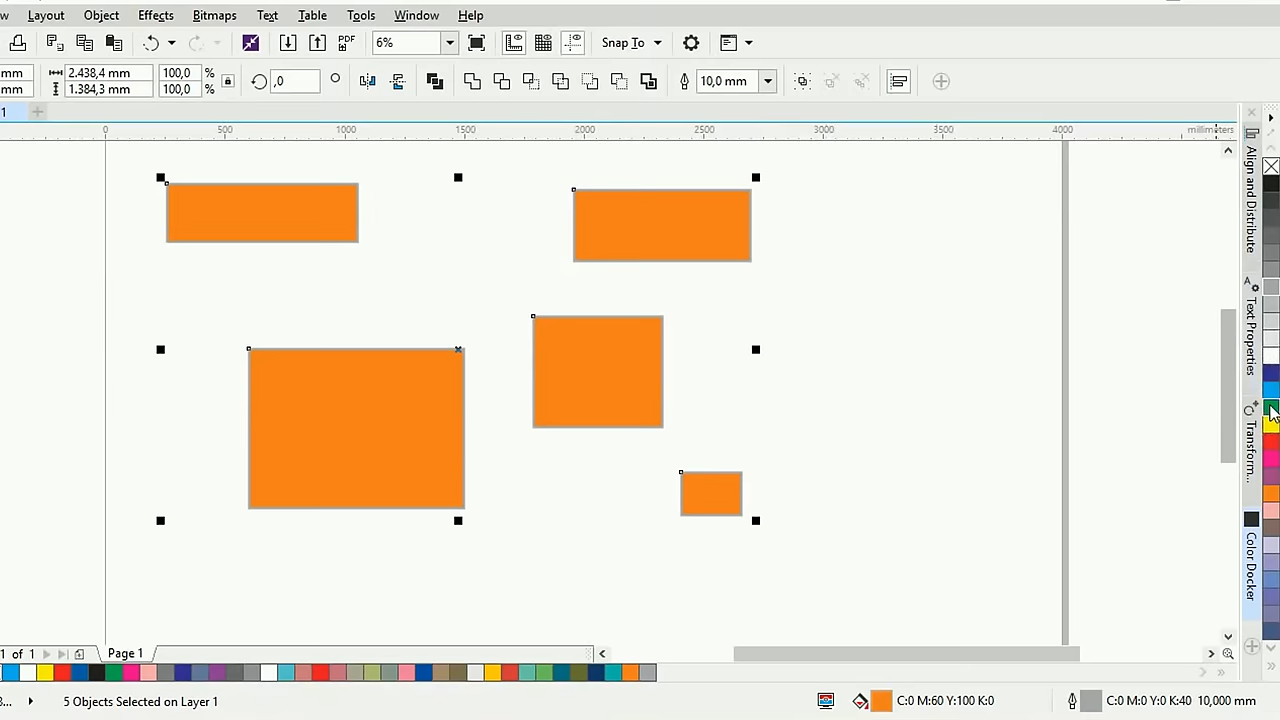 w Layout Object Effects Bitmaps Text Table Tools Window Help
PDF 6% Snap To
mm 2.438,4 mm 100,0 %
mm 1.384,3 mm 100,0 % ,0 10,0 mm
1
0 500 1000 1500 2000 2500 3000 3500 4000 millimeters
Align and Distribute
Text Properties
Transform...
Color Docker
1 of 1 Page 1
3... 5 Objects Selected on Layer 1 C:0 M:60 Y:100 K:0 C:0 M:0 Y:0 K:40 10,000 mm